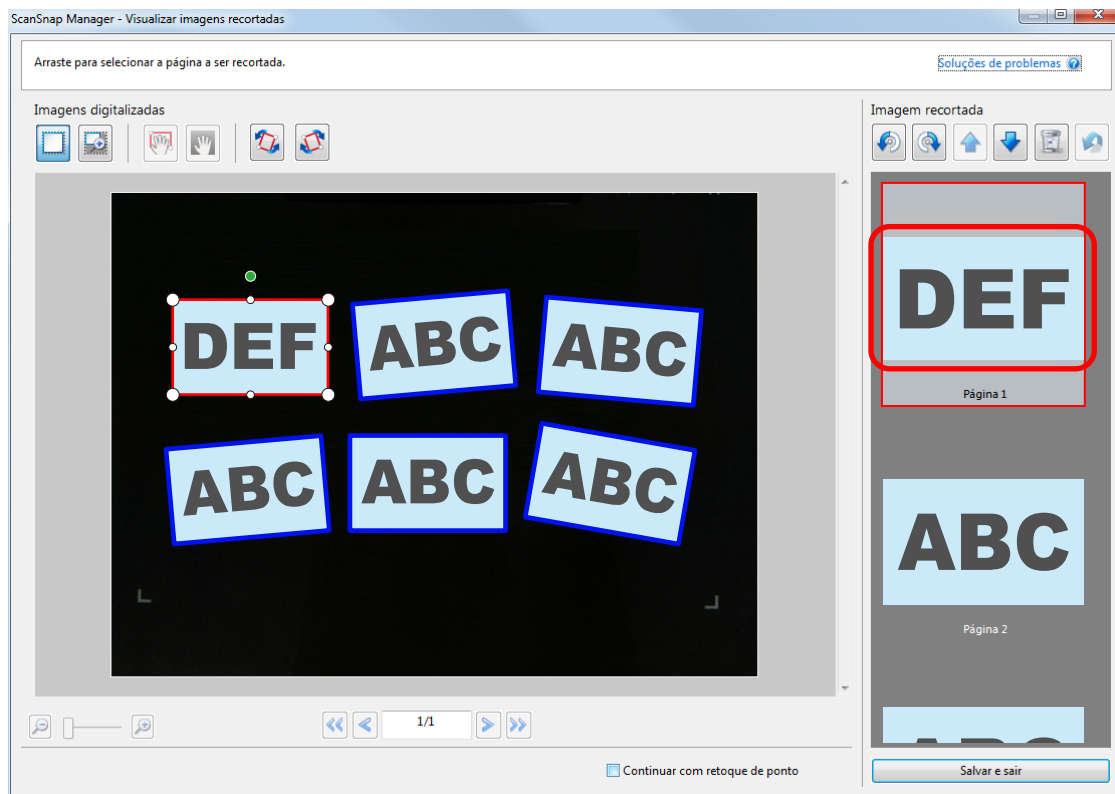 ScanSnap Manager - Visualizar imagens recortadas
Arraste para selecionar a página a ser recortada.
Soluções de problemas
Imagens digitalizadas
Imagem recortada
DEF
ABC
ABC
ABC
ABC
ABC
DEF
Página 1
ABC
Página 2
1/1
Continuar com retoque de ponto
Salvar e sair